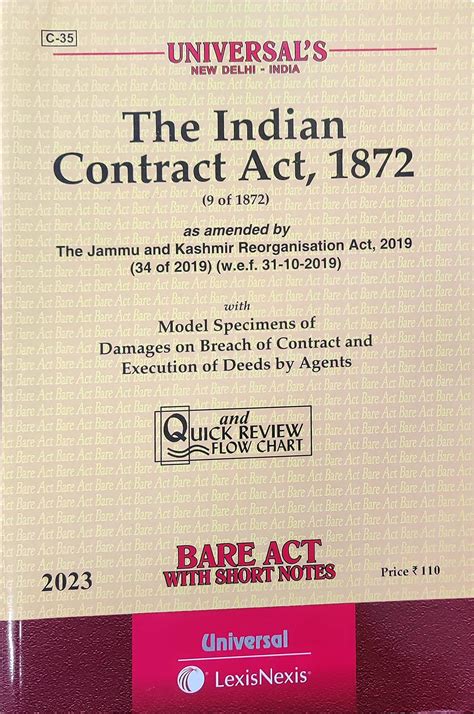 C-35
UNIVERSAL'S
NEW DELHI - INDIA
The Indian
Contract Act, 1872
(9 of 1872)
as amended by
The Jammu and Kashmir Reorganisation Act, 2019
(34 of 2019) (w.e.f. 31-10-2019)
with
Model Specimens of
Damages on Breach of Contract and
Execution of Deeds by Agents
and
QUICK REVIEW
FLOW CHART
BARE ACT
WITH SHORT NOTES
2023
Price ₹ 110
Universal
LexisNexis®